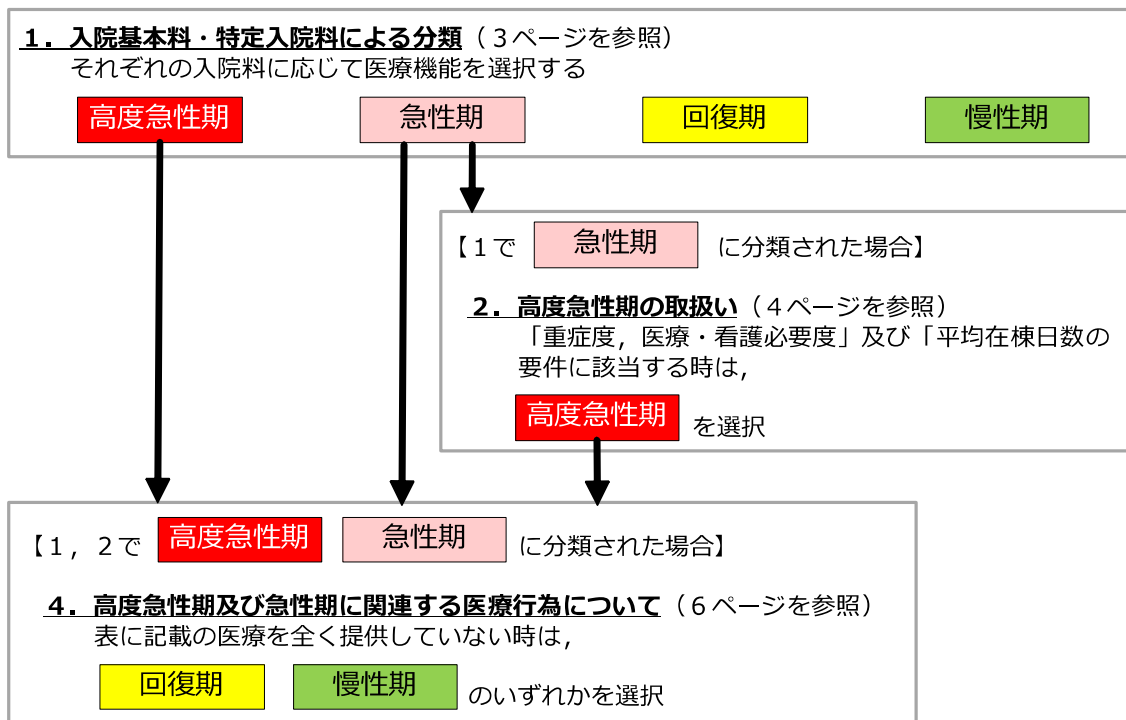 １．入院基本料・特定入院料による分類（３ページを参照）
それぞれの入院料に応じて医療機能を選択する
高度急性期 急性期 回復期 慢性期
【１で 急性期 に分類された場合】
２．高度急性期の取扱い（４ページを参照）
「重症度，医療・看護必要度」及び「平均在棟日数の
要件に該当する時は，
高度急性期 を選択
【１，２で 高度急性期 急性期 に分類された場合】
４．高度急性期及び急性期に関連する医療行為について（６ページを参照）
表に記載の医療を全く提供していない時は，
回復期 慢性期 のいずれかを選択